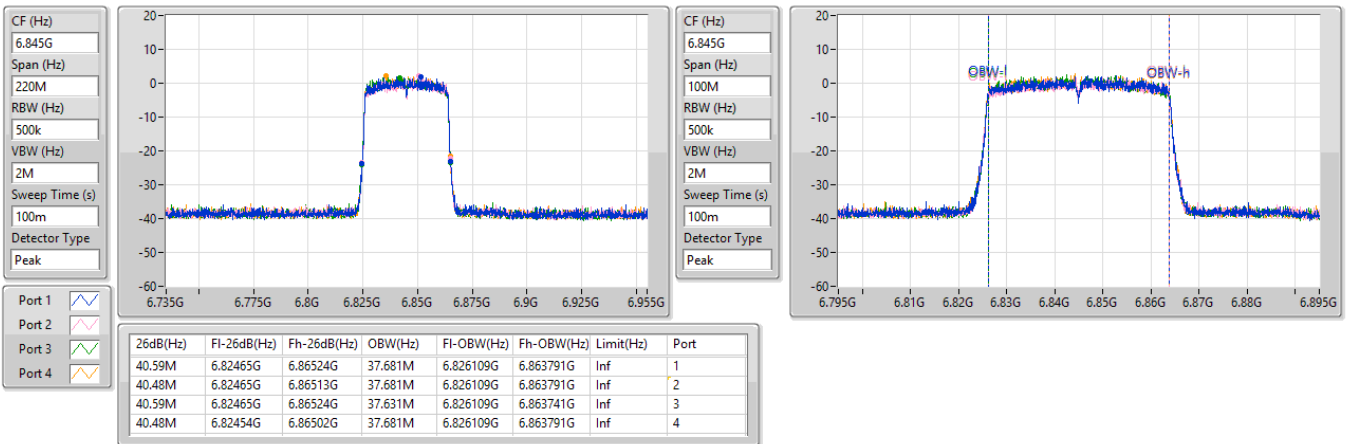 CF (Hz)
6.845G
Span (Hz)
220M
RBW (Hz)
500k
VBW (Hz)
2M
Sweep Time (s)
100m
Detector Type
Peak
20
10
0
-10
-20
-30
-40
-50
-60
6.735G 6.775G 6.8G 6.825G 6.85G 6.875G 6.9G 6.925G 6.955G
CF (Hz)
6.845G
Span (Hz)
100M
RBW (Hz)
500k
VBW (Hz)
2M
Sweep Time (s)
100m
Detector Type
Peak
20
10
0
-10
-20
-30
-40
-50
-60
OBW-l OBW-h
6.795G 6.81G 6.82G 6.83G 6.84G 6.85G 6.86G 6.87G 6.88G 6.895G
Port 1
Port 2
Port 3
Port 4
26dB(Hz) Fl-26dB(Hz) Fh-26dB(Hz) OBW(Hz) Fl-OBW(Hz) Fh-OBW(Hz) Limit(Hz) Port
40.59M 6.82465G 6.86524G 37.681M 6.826109G 6.863791G Inf 1
40.48M 6.82465G 6.86513G 37.681M 6.826109G 6.863791G Inf 2
40.59M 6.82465G 6.86524G 37.631M 6.826109G 6.863741G Inf 3
40.48M 6.82454G 6.86502G 37.681M 6.826109G 6.863791G Inf 4